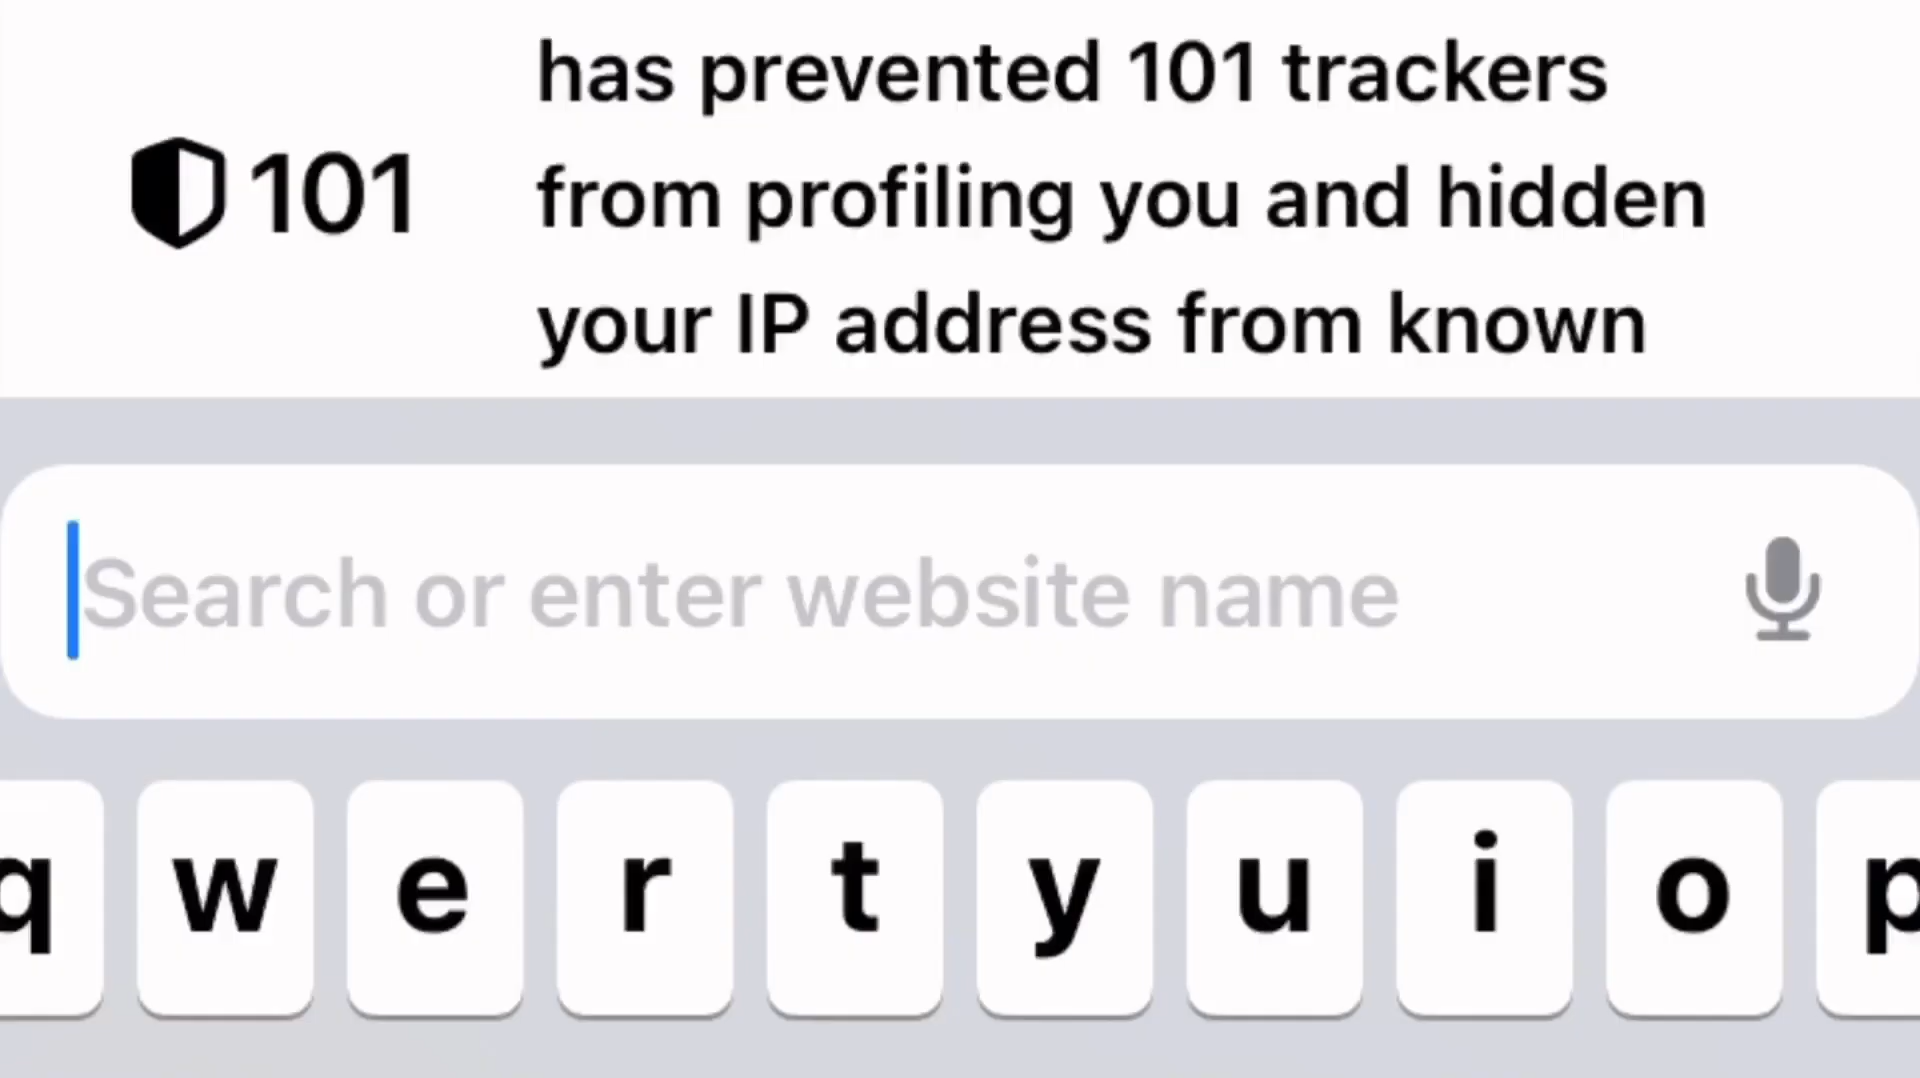 has prevented 101 trackers
101
from profiling you and hidden
your IP address from known
Search or enter website name
q w e r t y u i o p